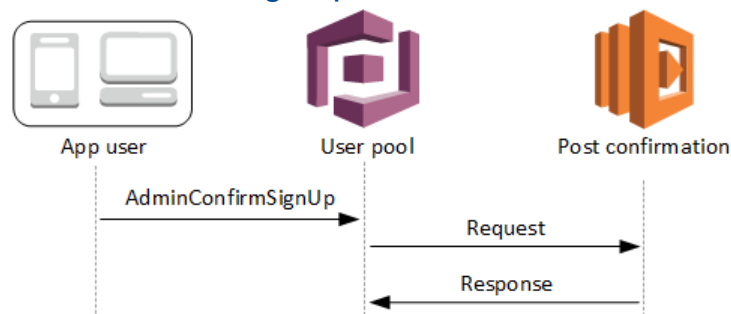 App user
User pool
Post confirmation
AdminConfirmSignUp
Request
Response